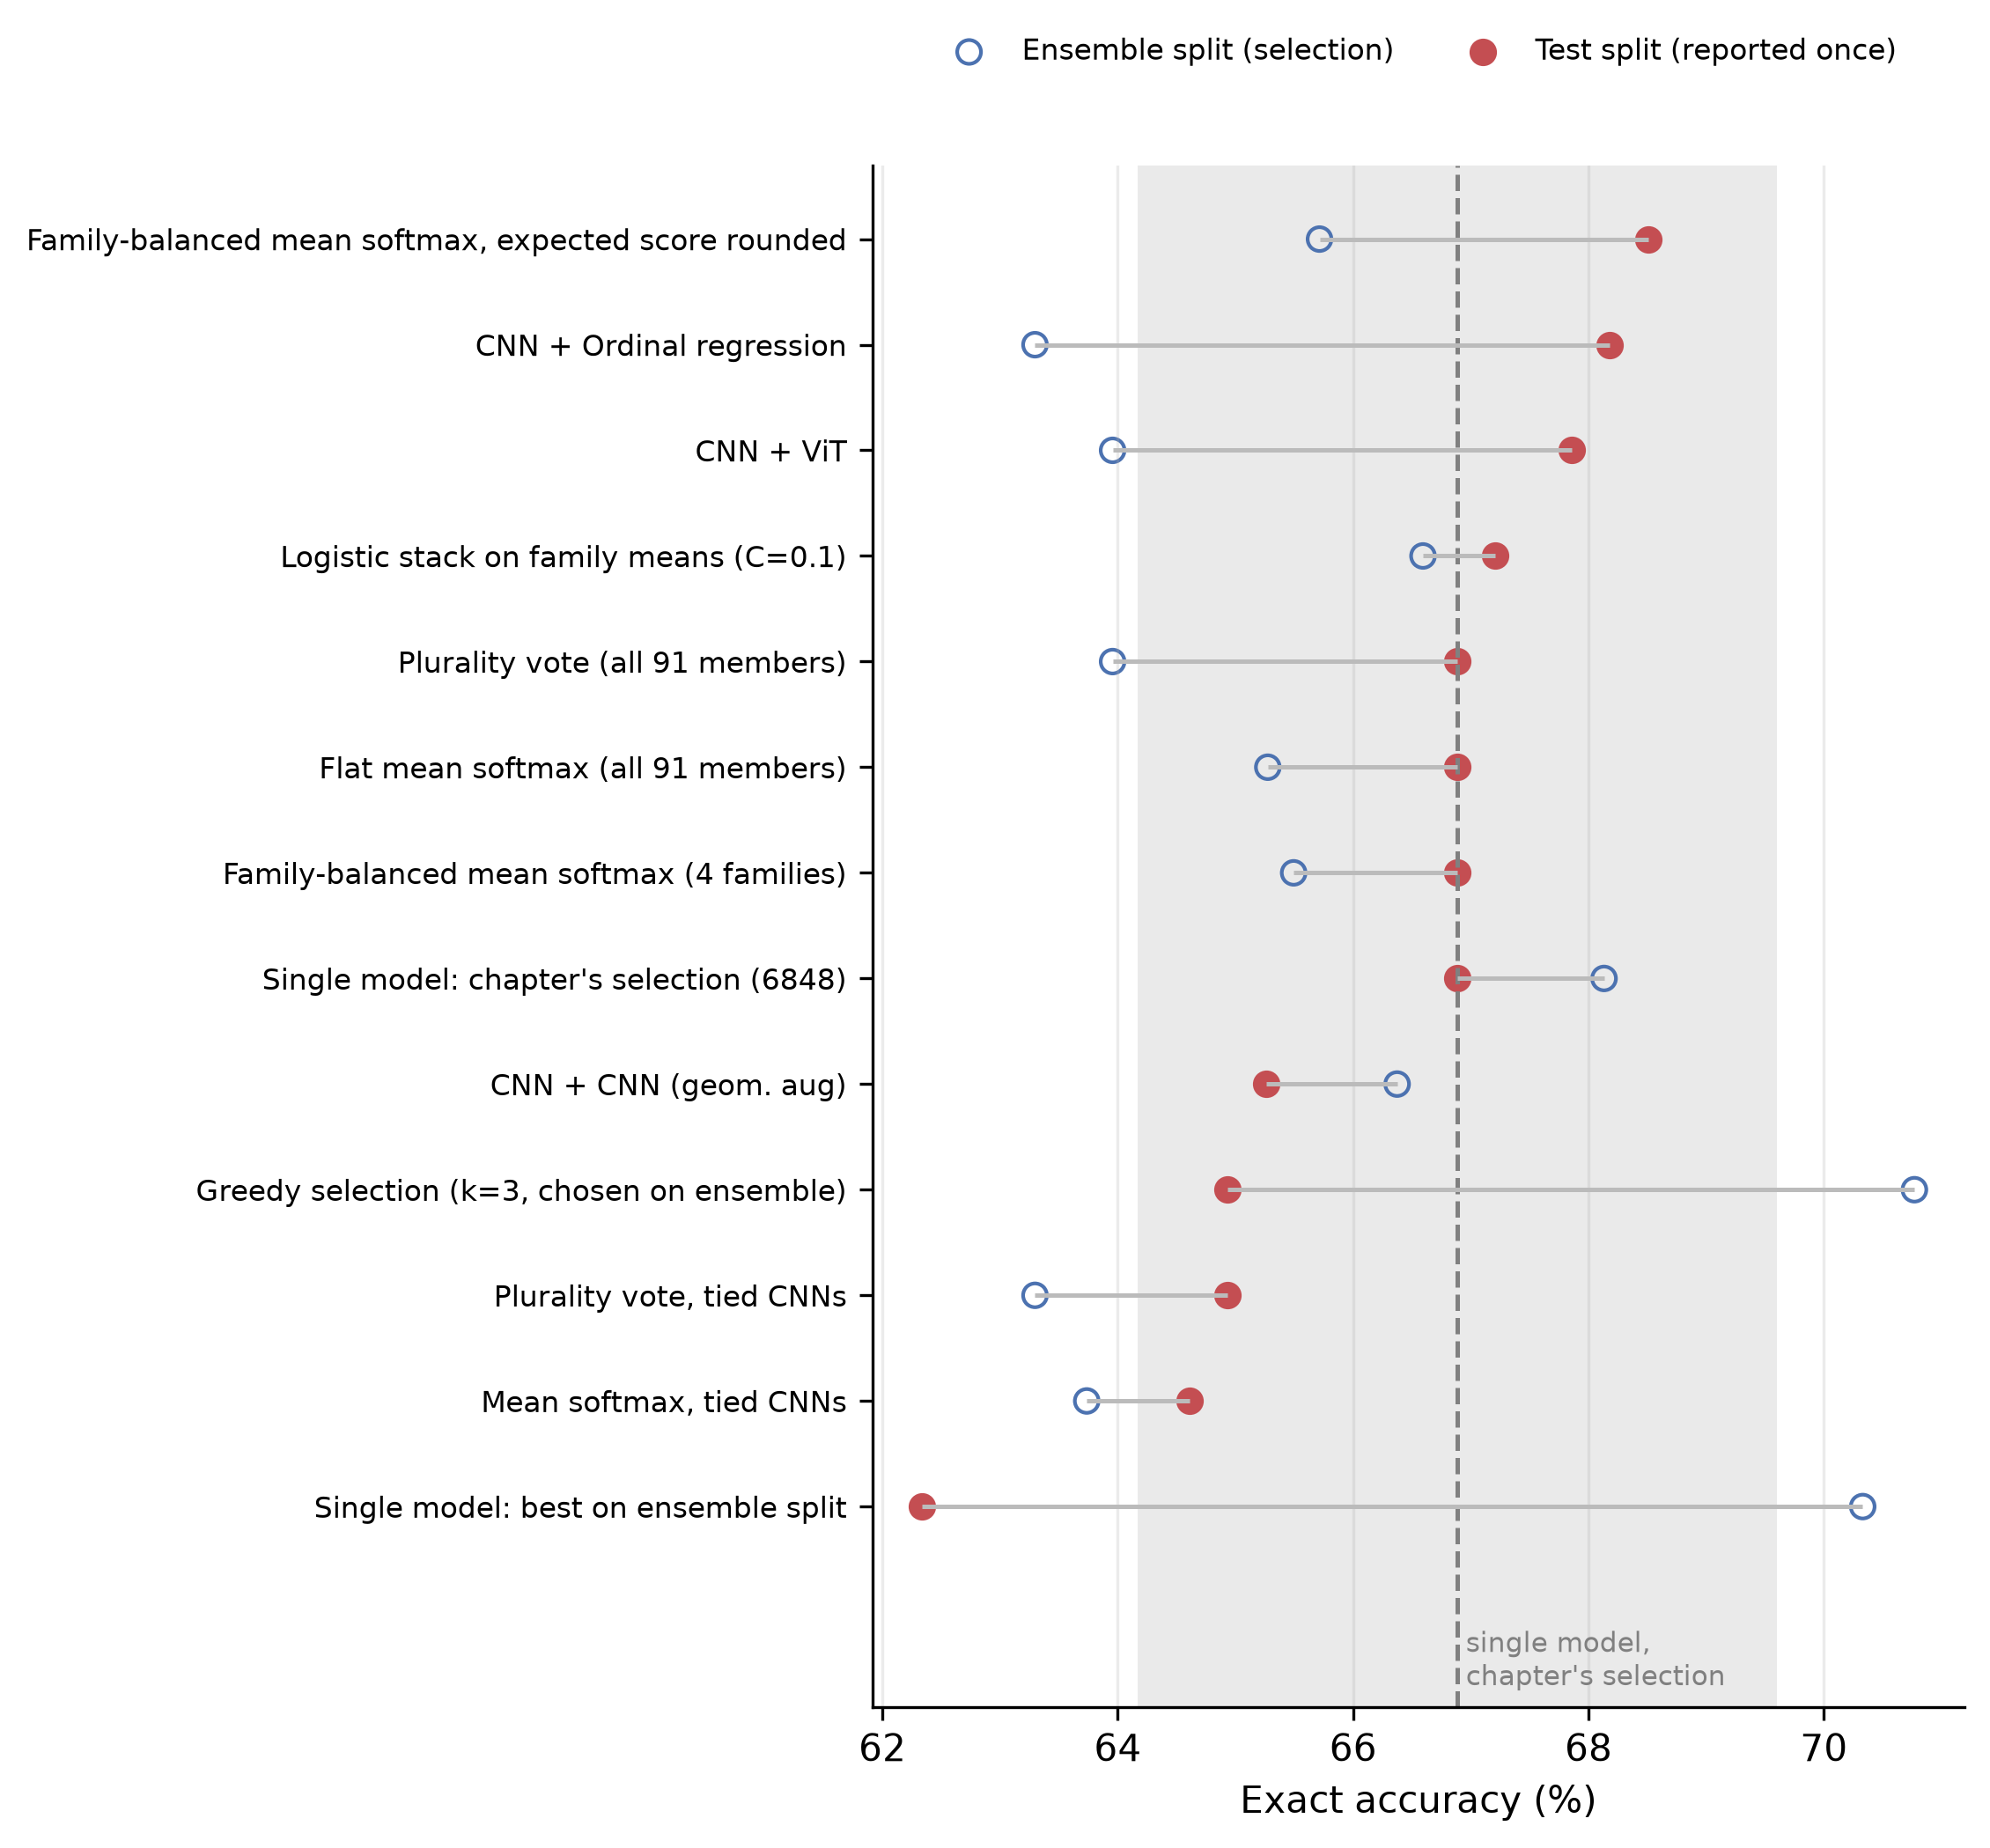 Ensemble split (selection)
Test split (reported once)
Family-balanced mean softmax, expected score rounded
CNN + Ordinal regression
CNN + ViT
Logistic stack on family means (C=0.1)
Plurality vote (all 91 members)
Flat mean softmax (all 91 members)
Family-balanced mean softmax (4 families)
Single model: chapter's selection (6848)
CNN + CNN (geom. aug)
Greedy selection (k=3, chosen on ensemble)
Plurality vote, tied CNNs
Mean softmax, tied CNNs
Single model: best on ensemble split
single model,
chapter's selection
62 64 66 68 70
Exact accuracy (%)